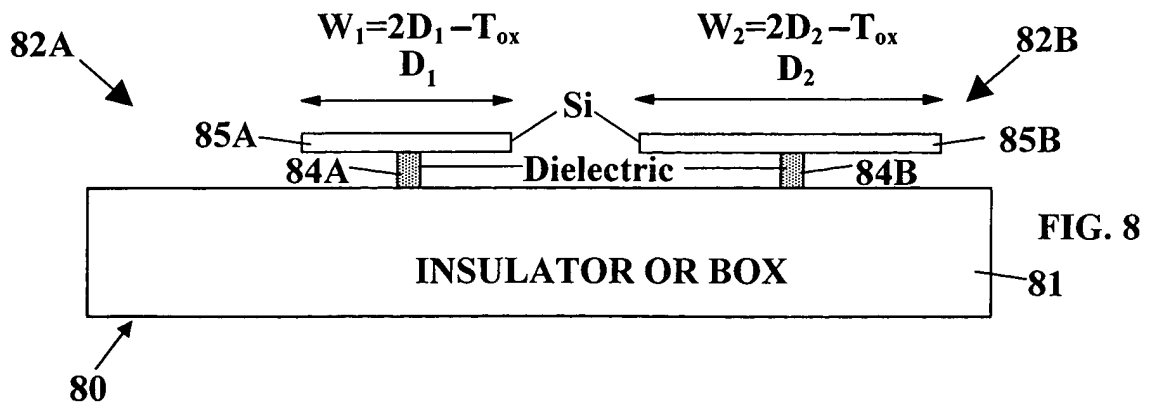 W₁=2D₁−Tₒₓ
W₂=2D₂−Tₒₓ
82A
82B
D₁
D₂
Si
85A
85B
84A
Dielectric
84B
FIG. 8
INSULATOR OR BOX
81
80